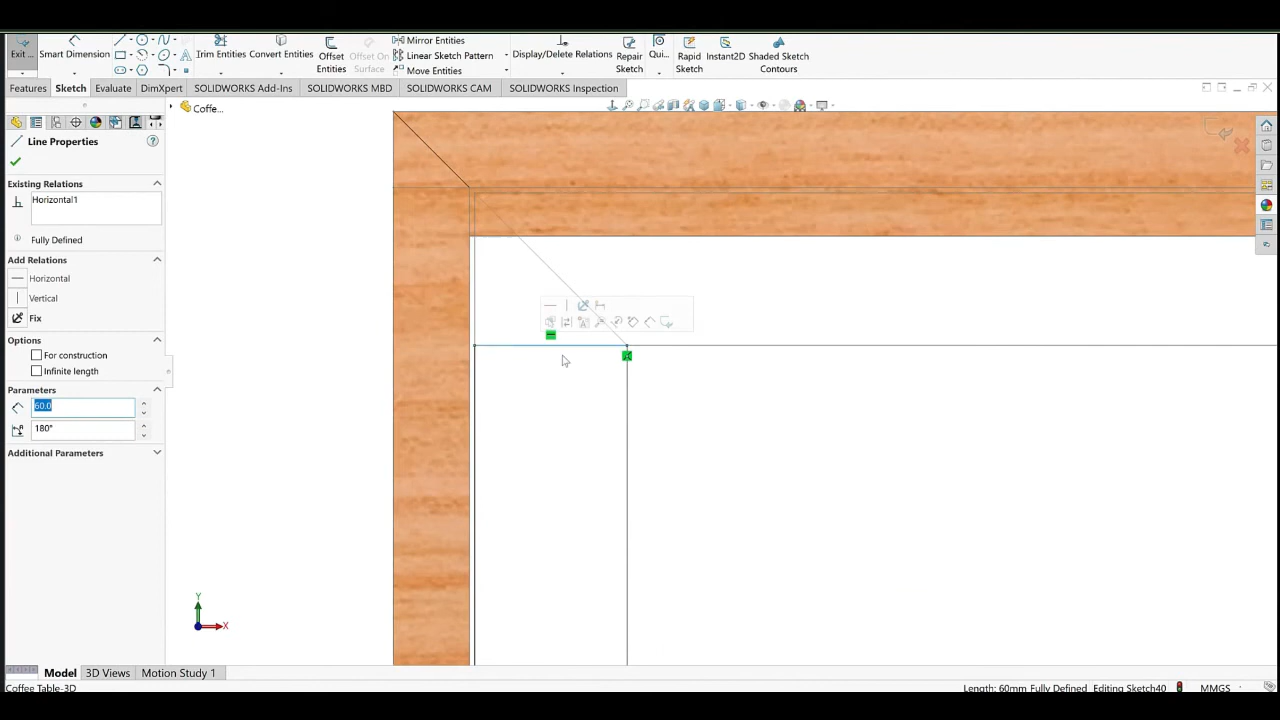 Exit ...
Smart Dimension
Trim Entities
Convert Entities
Offset Entities
Offset On Surface
Mirror Entities
Linear Sketch Pattern
Move Entities
Display/Delete Relations
Repair Sketch
Qui...
Rapid Sketch
Instant2D
Shaded Sketch Contours
Features
Sketch
Evaluate
DimXpert
SOLIDWORKS Add-Ins
SOLIDWORKS MBD
SOLIDWORKS CAM
SOLIDWORKS Inspection
Coffe...
Line Properties
Existing Relations
Horizontal1
Fully Defined
Add Relations
Horizontal
Vertical
Fix
Options
For construction
Infinite length
Parameters
60.0
180°
Additional Parameters
Y
X
Model
3D Views
Motion Study 1
Coffee Table-3D
Length: 60mm Fully Defined Editing Sketch40
MMGS